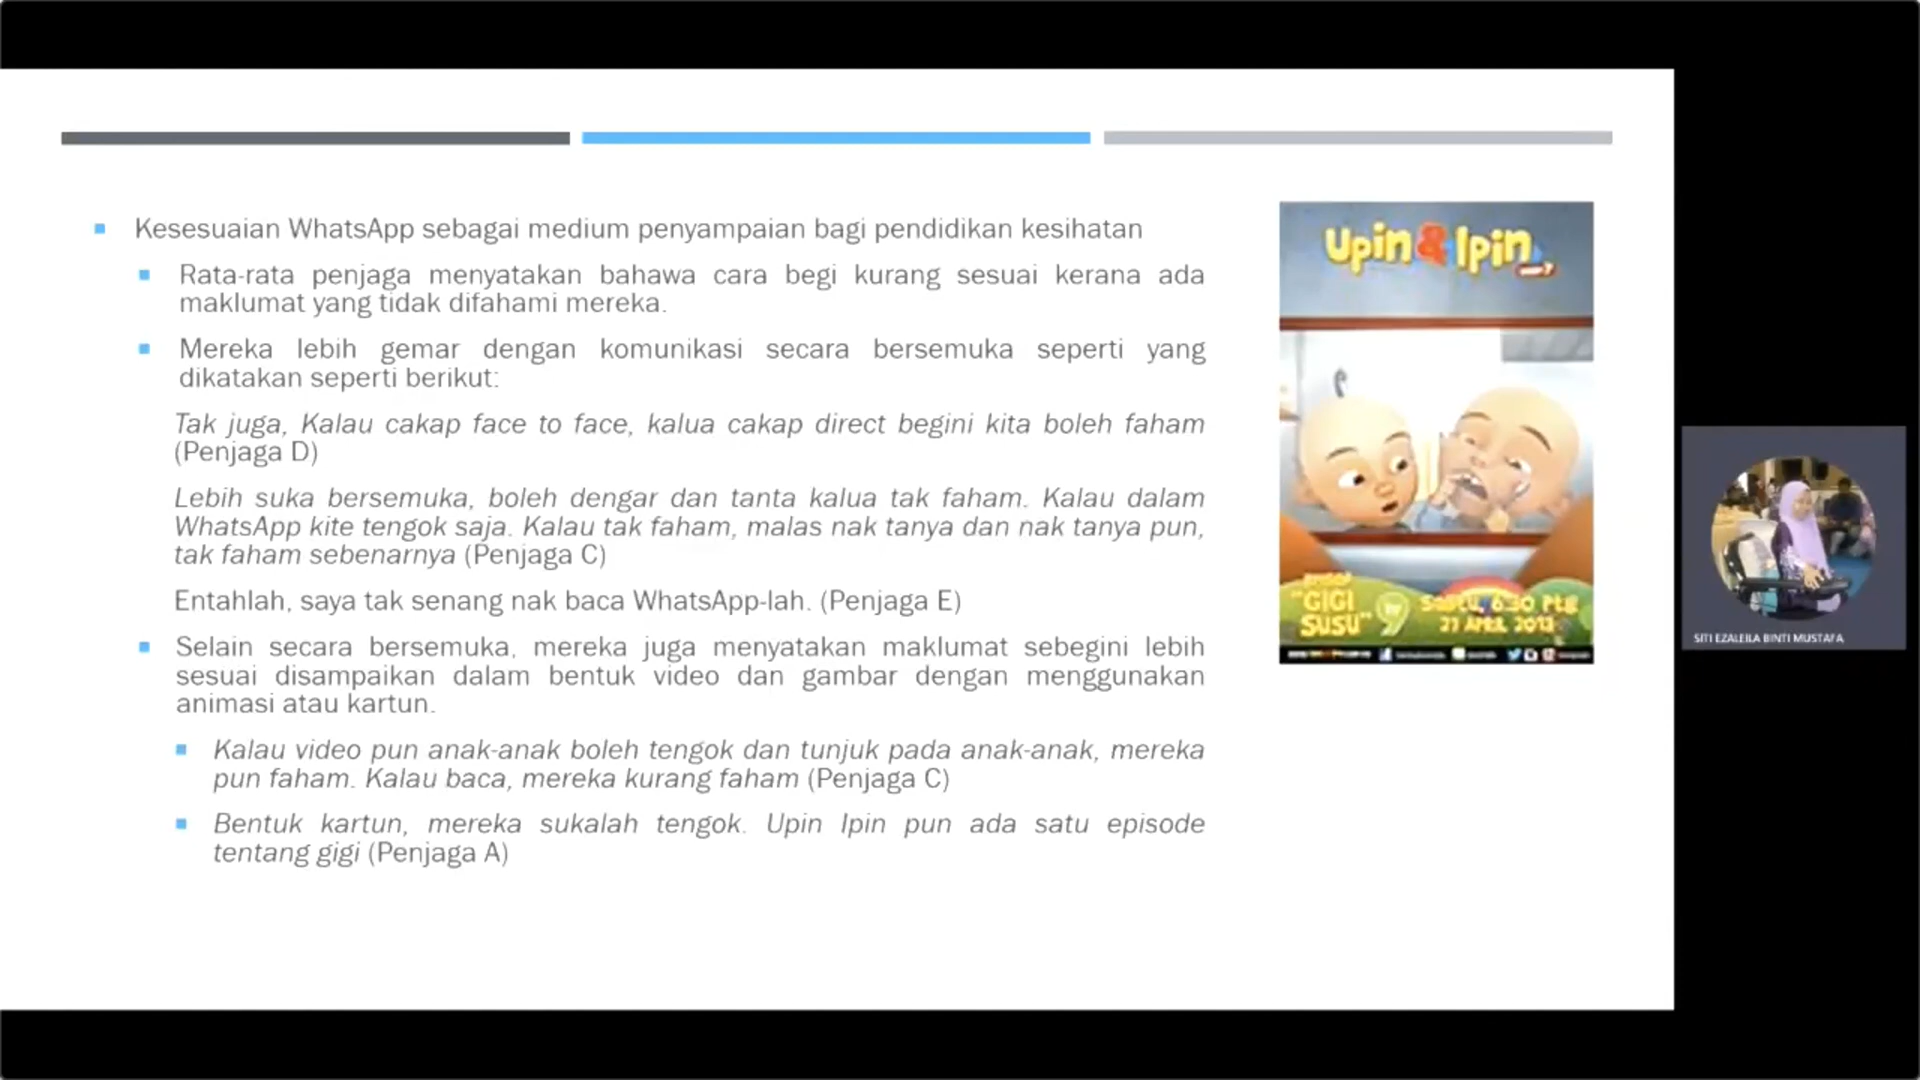 Kesesuaian WhatsApp sebagai medium penyampaian bagi pendidikan kesihatan
Rata-rata penjaga menyatakan bahawa cara begi kurang sesuai kerana ada
maklumat yang tidak difahami mereka.
Mereka lebih gemar dengan komunikasi secara bersemuka seperti yang
dikatakan seperti berikut:
Tak juga, Kalau cakap face to face, kalua cakap direct begini kita boleh faham
(Penjaga D)
Lebih suka bersemuka, boleh dengar dan tanta kalua tak faham. Kalau dalam
WhatsApp kite tengok saja. Kalau tak faham, malas nak tanya dan nak tanya pun,
tak faham sebenarnya (Penjaga C)
Entahlah, saya tak senang nak baca WhatsApp-lah. (Penjaga E)
Selain secara bersemuka, mereka juga menyatakan maklumat sebegini lebih
sesuai disampaikan dalam bentuk video dan gambar dengan menggunakan
animasi atau kartun.
Kalau video pun anak-anak boleh tengok dan tunjuk pada anak-anak, mereka
pun faham. Kalau baca, mereka kurang faham (Penjaga C)
Bentuk kartun, mereka sukalah tengok. Upin Ipin pun ada satu episode
tentang gigi (Penjaga A)
Upin & Ipin
"GIGI
SUSU"
9
SABTU, 6.30 PTG
27 APRIL 2013
SITI EZALEILA BINTI MUSTAFA